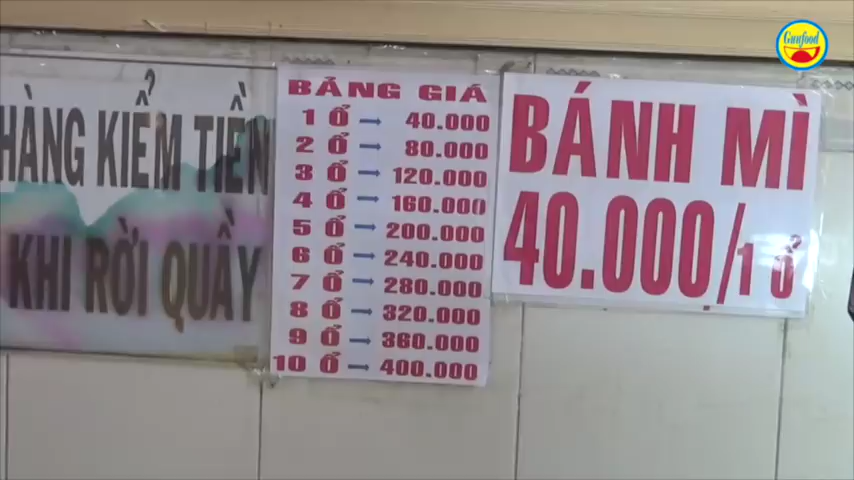 HÀNG KIỂM TIỀN
KHI RỜI QUẦY
BẢNG GIÁ
1 Ổ → 40.000
2 Ổ → 80.000
3 Ổ → 120.000
4 Ổ → 160.000
5 Ổ → 200.000
6 Ổ → 240.000
7 Ổ → 280.000
8 Ổ → 320.000
9 Ổ → 360.000
10 Ổ → 400.000
BÁNH MÌ
40.000/1 Ổ
Guufood